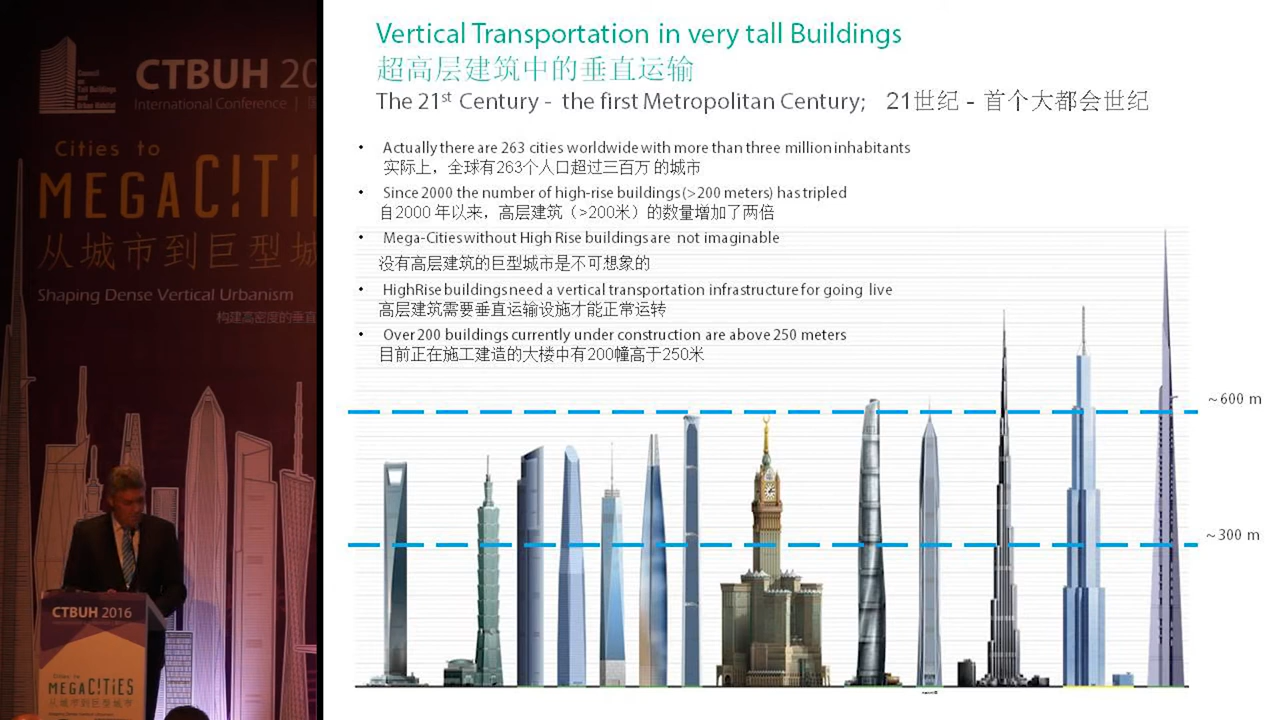 Council
on
Tall Buildings
and
Urban Habitat
CTBUH 20
International Conference |
Cities to
MEGAC!TiE
从城市到巨型城
Shaping Dense Vertical Urbanism
构建高密度的垂直
CTBUH 2016
Cities to
MEGAC!TiES
从城市到巨型城市
Vertical Transportation in very tall Buildings
超高层建筑中的垂直运输
The 21st Century - the first Metropolitan Century; 21世纪 - 首个大都会世纪
• Actually there are 263 cities worldwide with more than three million inhabitants
实际上，全球有263个人口超过三百万 的城市
• Since 2000 the number of high-rise buildings (>200 meters) has tripled
自2000 年以来，高层建筑（>200米）的数量增加了两倍
• Mega-Cities without High Rise buildings are not imaginable
没有高层建筑的巨型城市是不可想象的
• HighRise buildings need a vertical transportation infrastructure for going live
高层建筑需要垂直运输设施才能正常运转
• Over 200 buildings currently under construction are above 250 meters
目前正在施工建造的大楼中有200幢高于250米
~600 m
~300 m